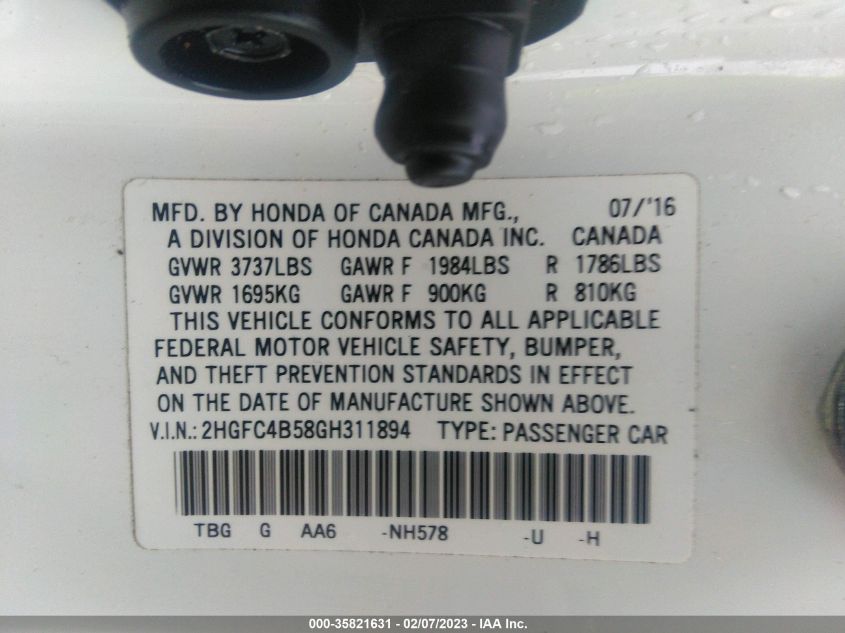 MFD. BY HONDA OF CANADA MFG., 07/'16
A DIVISION OF HONDA CANADA INC. CANADA
GVWR 3737LBS GAWR F 1984LBS R 1786LBS
GVWR 1695KG GAWR F 900KG R 810KG
THIS VEHICLE CONFORMS TO ALL APPLICABLE
FEDERAL MOTOR VEHICLE SAFETY, BUMPER,
AND THEFT PREVENTION STANDARDS IN EFFECT
ON THE DATE OF MANUFACTURE SHOWN ABOVE.
V.I.N.: 2HGFC4B58GH311894 TYPE: PASSENGER CAR
TBG G AA6 -NH578 -U -H
000-35821631 - 02/07/2023 - IAA Inc.